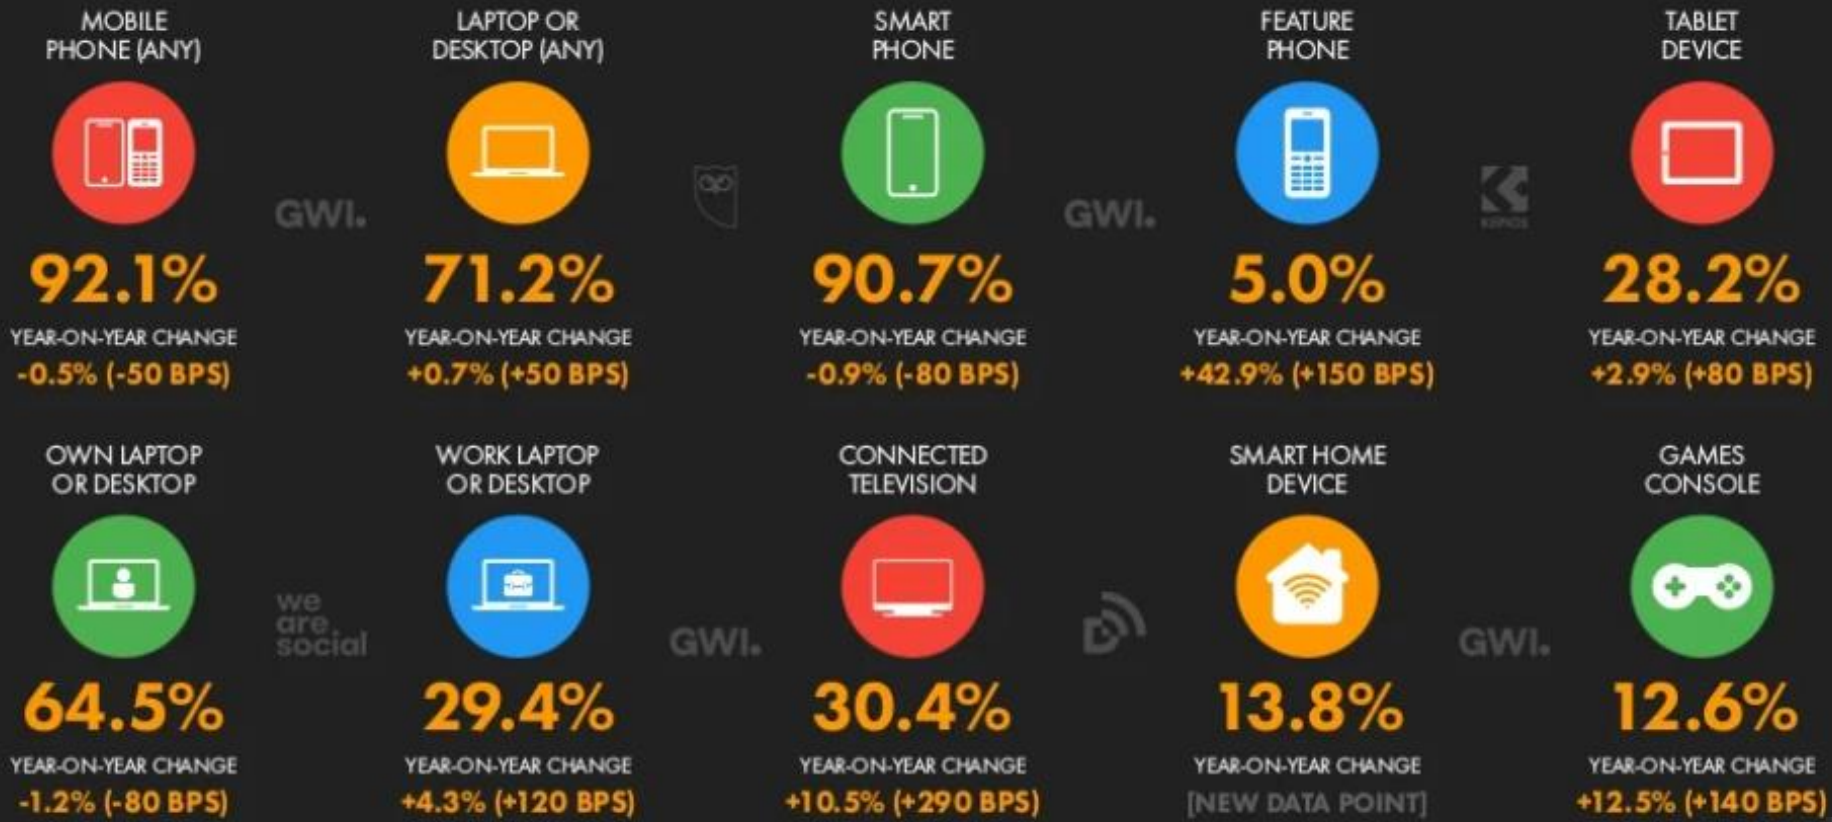 MOBILE
PHONE (ANY)
92.1%
YEAR-ON-YEAR CHANGE
-0.5% (-50 BPS)
LAPTOP OR
DESKTOP (ANY)
71.2%
YEAR-ON-YEAR CHANGE
+0.7% (+50 BPS)
SMART
PHONE
90.7%
YEAR-ON-YEAR CHANGE
-0.9% (-80 BPS)
FEATURE
PHONE
5.0%
YEAR-ON-YEAR CHANGE
+42.9% (+150 BPS)
TABLET
DEVICE
28.2%
YEAR-ON-YEAR CHANGE
+2.9% (+80 BPS)
GWI.
GWI.
KEPIOS
OWN LAPTOP
OR DESKTOP
64.5%
YEAR-ON-YEAR CHANGE
-1.2% (-80 BPS)
WORK LAPTOP
OR DESKTOP
29.4%
YEAR-ON-YEAR CHANGE
+4.3% (+120 BPS)
CONNECTED
TELEVISION
30.4%
YEAR-ON-YEAR CHANGE
+10.5% (+290 BPS)
SMART HOME
DEVICE
13.8%
YEAR-ON-YEAR CHANGE
[NEW DATA POINT]
GAMES
CONSOLE
12.6%
YEAR-ON-YEAR CHANGE
+12.5% (+140 BPS)
we
are
social
GWI.
GWI.